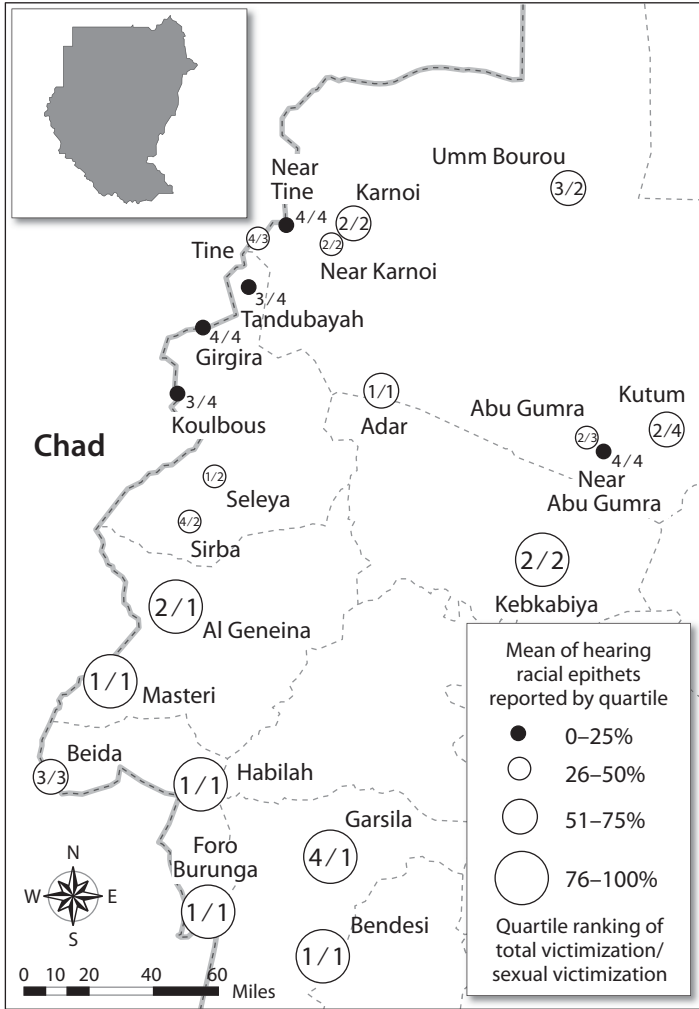 Near
Tine
4/4
Karnoi
2/2
Umm Bourou
3/2
Tine
4/3
2/2
Near Karnoi
3/4
Tandubayah
4/4
Girgira
3/4
Koulbous
1/1
Adar
Abu Gumra
2/3
Kutum
2/4
4/4
Near
Abu Gumra
Chad
1/2
Seleya
4/2
Sirba
2/2
Kebkabiya
2/1
Al Geneina
1/1
Masteri
Beida
3/3
1/1
Habilah
Garsila
4/1
Foro
Burunga
1/1
Bendesi
1/1
N
W
E
S
0 10 20 40 60
Miles
Mean of hearing
racial epithets
reported by quartile
0–25%
26–50%
51–75%
76–100%
Quartile ranking of
total victimization/
sexual victimization